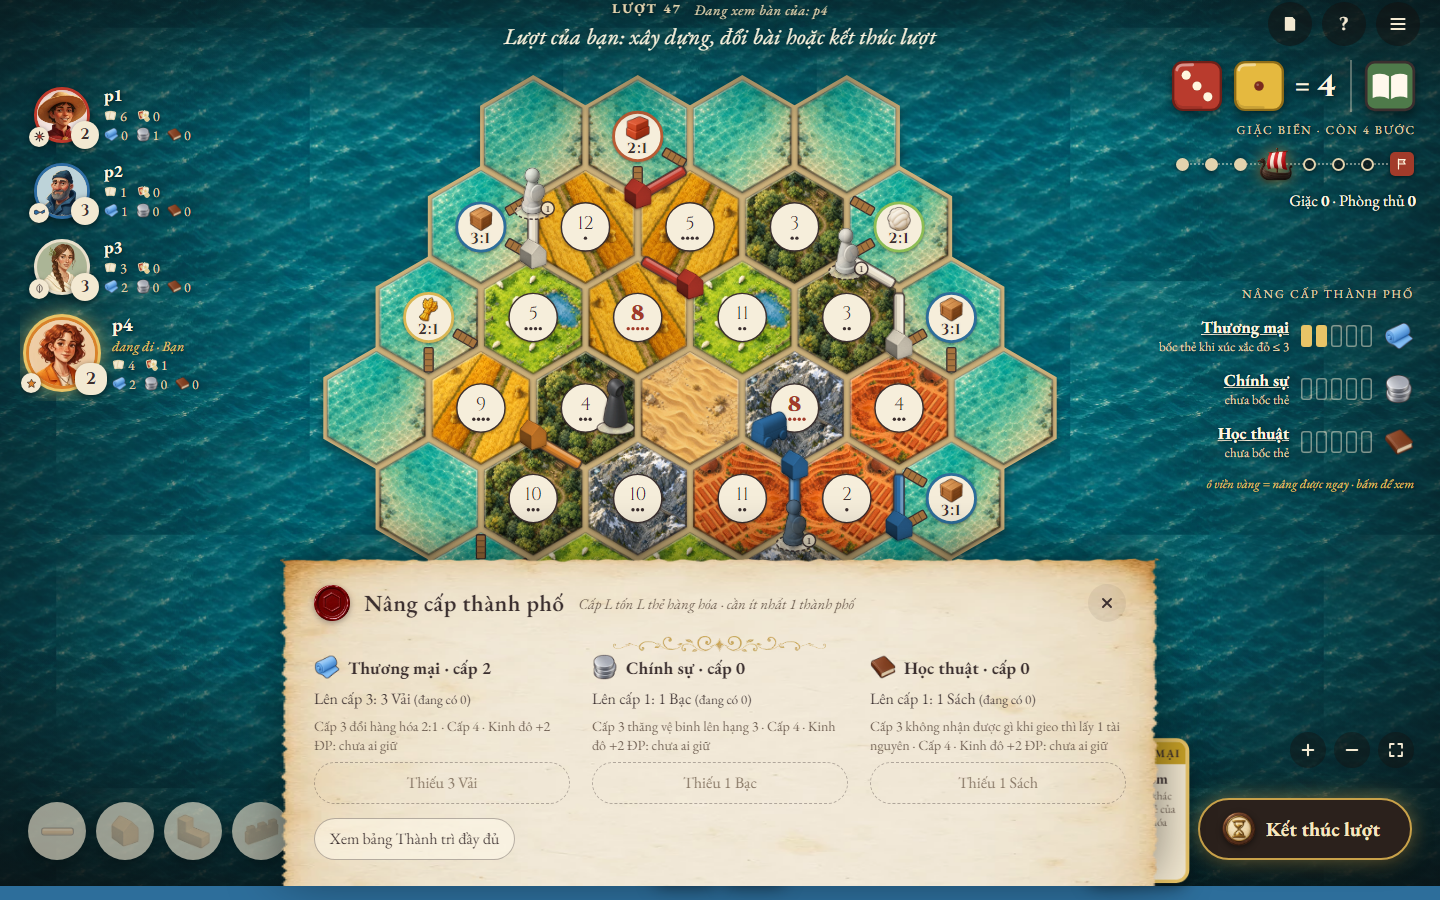 LƯỢT 47 Đang xem bàn của: p4
Lượt của bạn: xây dựng, đổi bài hoặc kết thúc lượt
?
p1
6 0
2
0 1 0
p2
1 0
3
1 0 0
p3
3 0
3
2 0 0
p4
đang đi · Bạn
4 1
2
2 0 0
= 4
GIẶC BIỂN · CÒN 4 BƯỚC
Giặc 0 · Phòng thủ 0
NÂNG CẤP THÀNH PHỐ
Thương mại
bốc thẻ khi xúc xắc đỏ ≤ 3
Chính sự
chưa bốc thẻ
Học thuật
chưa bốc thẻ
ô viền vàng = nâng được ngay · bấm để xem
2:1
3:1
1
12
5
3
2:1
1
2:1
5
8
11
3
3:1
9
4
8
4
10
10
11
2
3:1
1
Nâng cấp thành phố Cấp L tốn L thẻ hàng hóa · cần ít nhất 1 thành phố
Thương mại · cấp 2
Lên cấp 3: 3 Vải (đang có 0)
Cấp 3 đổi hàng hóa 2:1 · Cấp 4 · Kinh đô +2
ĐP: chưa ai giữ
Thiếu 3 Vải
Chính sự · cấp 0
Lên cấp 1: 1 Bạc (đang có 0)
Cấp 3 thăng vệ binh lên hạng 3 · Cấp 4 · Kinh
đô +2 ĐP: chưa ai giữ
Thiếu 1 Bạc
Học thuật · cấp 0
Lên cấp 1: 1 Sách (đang có 0)
Cấp 3 không nhận được gì khi gieo thì lấy 1 tài
nguyên · Cấp 4 · Kinh đô +2 ĐP: chưa ai giữ
Thiếu 1 Sách
Xem bảng Thành trì đầy đủ
MẠI
Kết thúc lượt